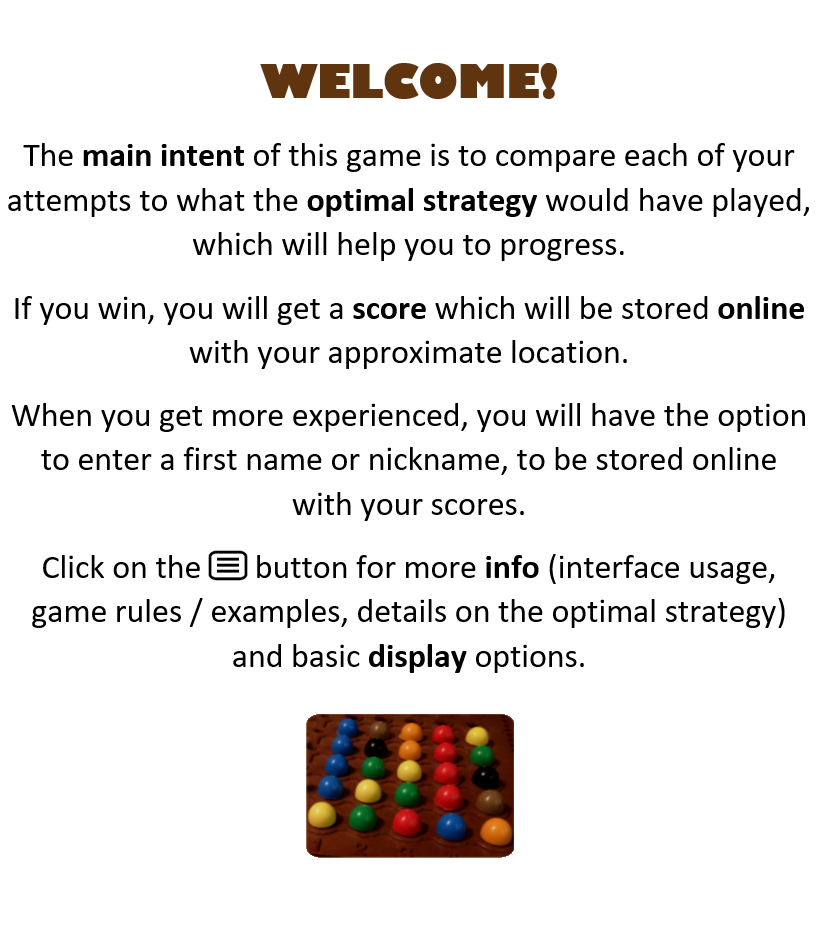 WELCOME!
The main intent of this game is to compare each of your
attempts to what the optimal strategy would have played,
which will help you to progress.
If you win, you will get a score which will be stored online
with your approximate location.
When you get more experienced, you will have the option
to enter a first name or nickname, to be stored online
with your scores.
Click on the button for more info (interface usage,
game rules / examples, details on the optimal strategy)
and basic display options.